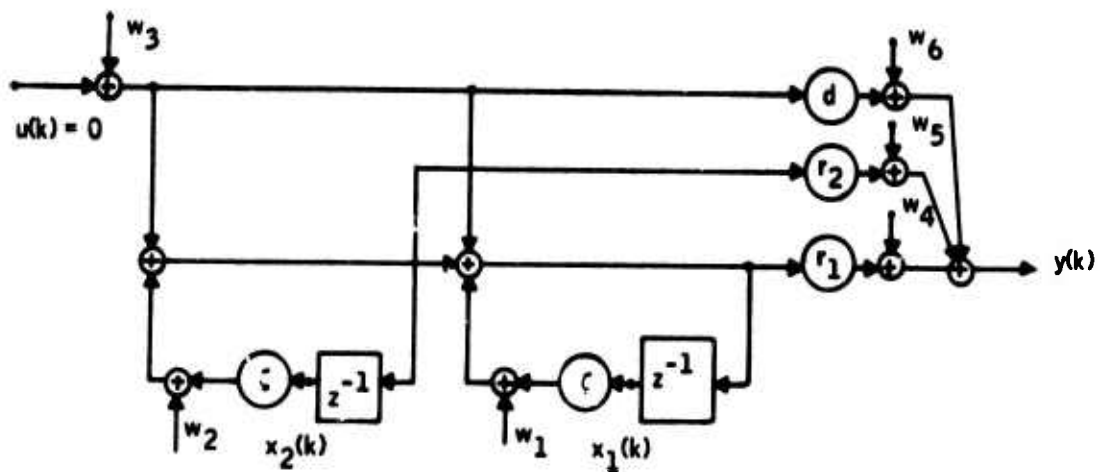 w3
w6
d
u(k) = 0
w5
r2
w4
r1
y(k)
ζ
z-1
ζ
z-1
w2
x2(k)
w1
x1(k)